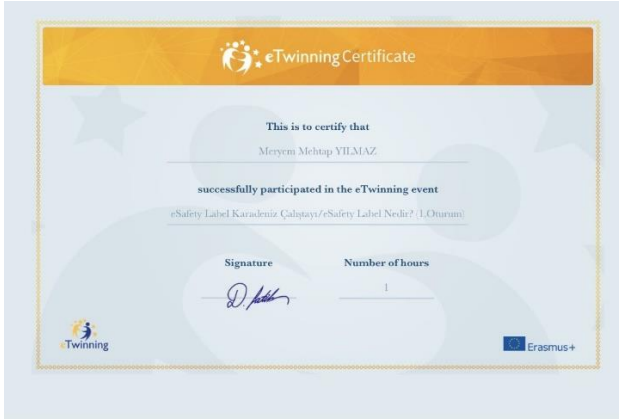 eTwinning Certificate
This is to certify that
Meryem Mehtap YILMAZ
successfully participated in the eTwinning event
eSafety Label Karadeniz Çalıştayı/eSafety Label Nedir? (1.Oturum)
Signature Number of hours
D. 1
eTwinning
Erasmus+